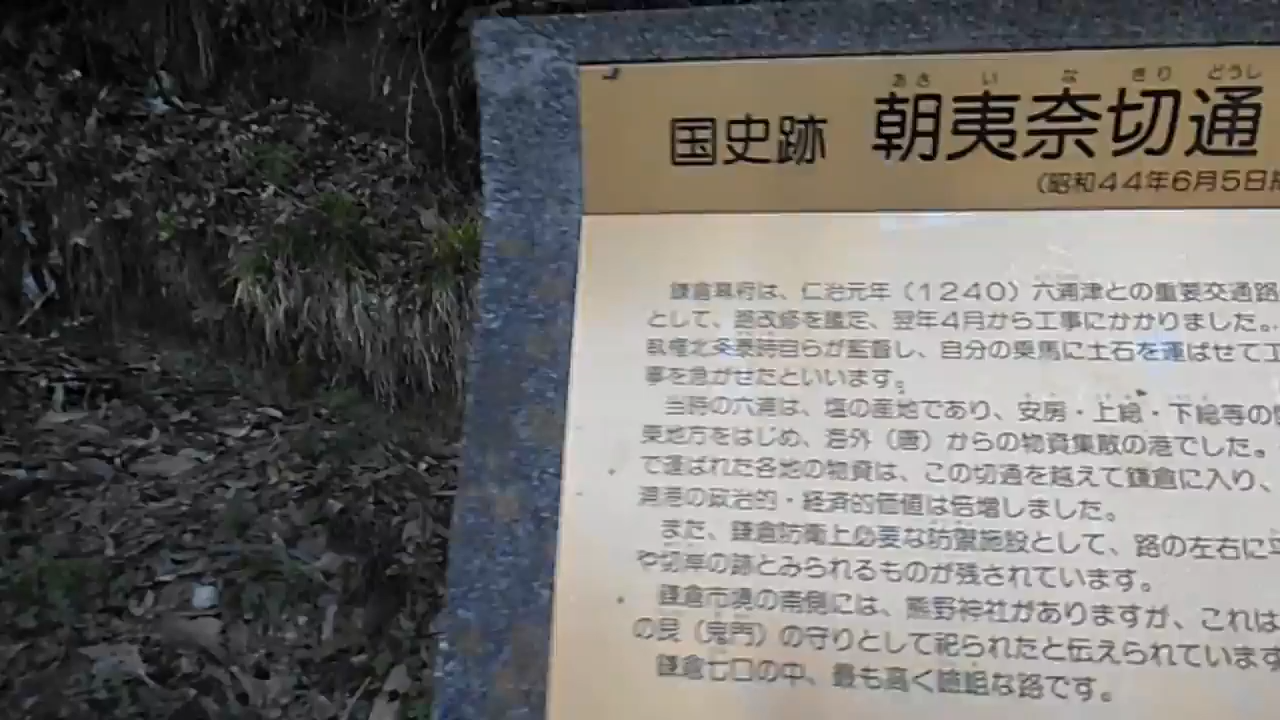 あさ い な きり どうし
国史跡 朝夷奈切通
（昭和44年6月5日
鎌倉幕府は、仁治元年（1240）六浦津との重要交通路
として、路改修を議定、翌年4月から工事にかかりました。
執権北条泰時自らが監督し、自分の乗馬に土石を運ばせて工
事を急がせたといいます。
当時の六浦は、塩の産地であり、安房・上総・下総等の関
東地方をはじめ、海外（唐）からの物資集散の港でした。
で運ばれた各地の物資は、この切通を越えて鎌倉に入り、
浦港の政治的・経済的価値は倍増しました。
また、鎌倉防衛上必要な防禦施設として、路の左右に平
や切岸の跡とみられるものが残されています。
鎌倉市境の南側には、熊野神社がありますが、これは
の艮（鬼門）の守りとして祀られたと伝えられています
鎌倉七口の中、最も高く嶮岨な路です。